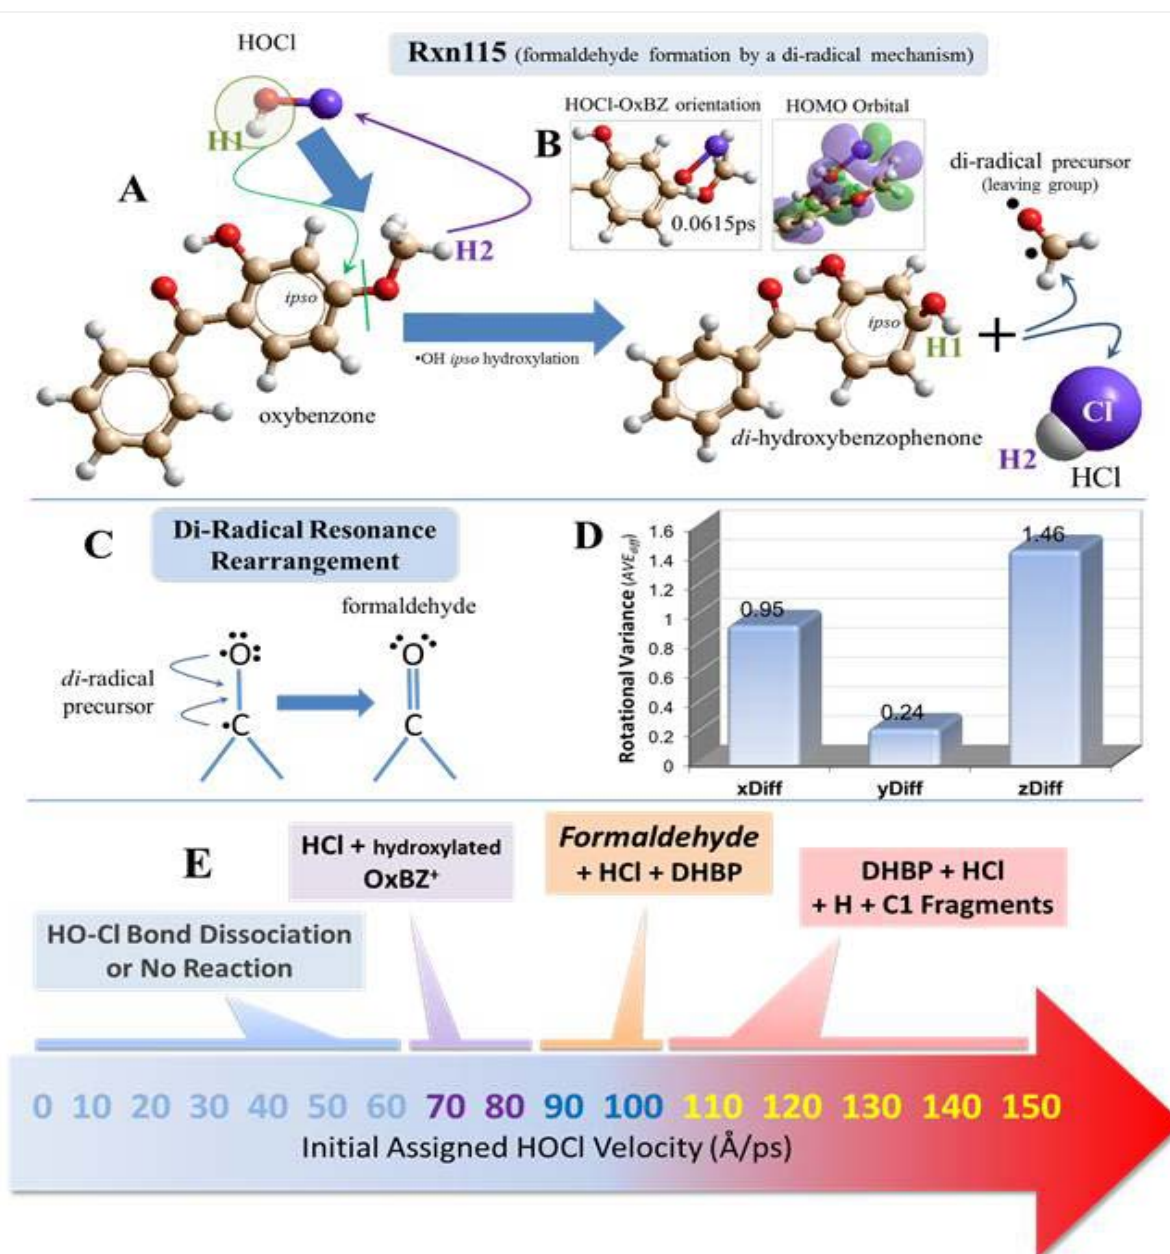 HOCl
Rxn115 (formaldehyde formation by a di-radical mechanism)
H1
A
H2
ipso
oxybenzone
B
HOCl-OxBZ orientation
0.0615ps
HOMO Orbital
•OH ipso hydroxylation
ipso
H1
di-hydroxybenzophenone
+
di-radical precursor
(leaving group)
Cl
H2
HCl
C
Di-Radical Resonance
Rearrangement
formaldehyde
di-radical
precursor
O
C
O
C
D
Rotational Variance (AVEdiff)
1.6
1.4
1.2
1
0.8
0.6
0.4
0.2
0
0.95
0.24
1.46
xDiff yDiff zDiff
E
HO-Cl Bond Dissociation
or No Reaction
HCl + hydroxylated
OxBZ⁺
Formaldehyde
+ HCl + DHBP
DHBP + HCl
+ H + C1 Fragments
0 10 20 30 40 50 60 70 80 90 100 110 120 130 140 150
Initial Assigned HOCl Velocity (Å/ps)